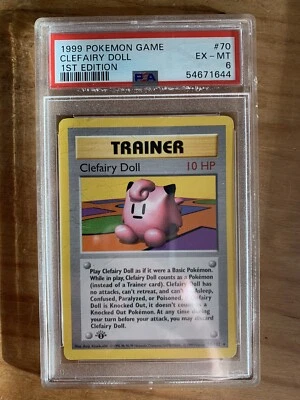 1999 POKEMON GAME #70
CLEFAIRY DOLL EX-MT
1ST EDITION 6
PSA 54671644
TRAINER
Clefairy Doll 10 HP
Play Clefairy Doll as if it were a Basic Pokémon.
While in play, Clefairy Doll counts as a Pokémon
(instead of a Trainer card). Clefairy Doll has
no attacks, can't retreat, and can't be Asleep,
Confused, Paralyzed, or Poisoned. If Clefairy
Doll is Knocked Out, it doesn't count as a
Knocked Out Pokémon. At any time during
your turn before attack, you may discard
Clefairy Doll.
1
EDITION